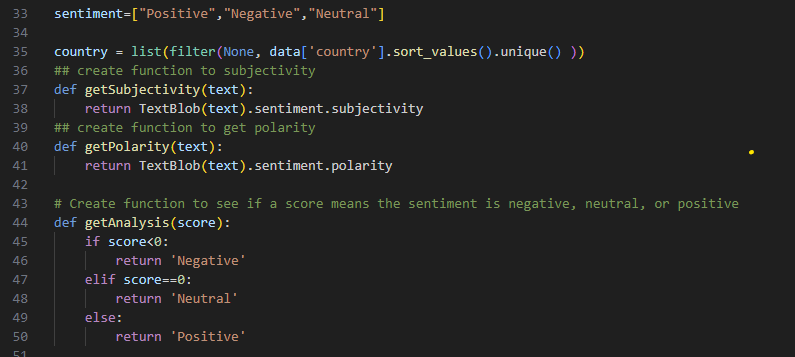 33 sentiment=["Positive","Negative","Neutral"]
34
35 country = list(filter(None, data['country'].sort_values().unique() ))
36 ## create function to subjectivity
37 def getSubjectivity(text):
38     return TextBlob(text).sentiment.subjectivity
39 ## create function to get polarity
40 def getPolarity(text):
41     return TextBlob(text).sentiment.polarity
42
43 # Create function to see if a score means the sentiment is negative, neutral, or positive
44 def getAnalysis(score):
45     if score<0:
46         return 'Negative'
47     elif score==0:
48         return 'Neutral'
49     else:
50         return 'Positive'
51